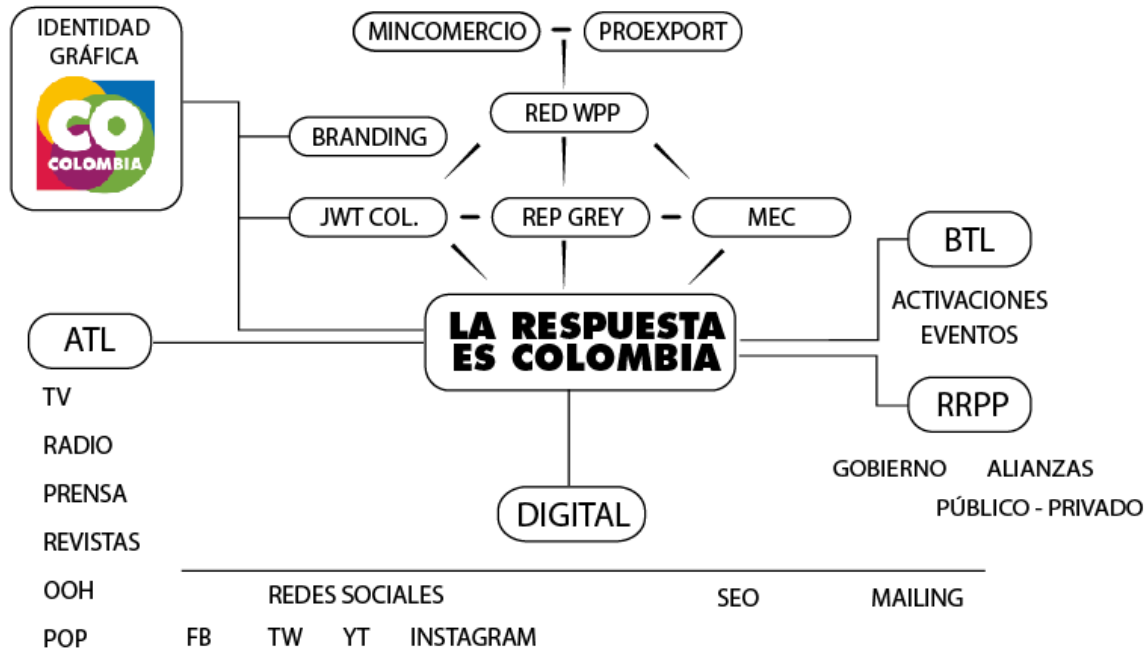 IDENTIDAD
GRÁFICA
CO
COLOMBIA
MINCOMERCIO - PROEXPORT
RED WPP
BRANDING
JWT COL. - REP GREY - MEC
LA RESPUESTA
ES COLOMBIA
BTL
ACTIVACIONES
EVENTOS
RRPP
GOBIERNO ALIANZAS
PÚBLICO - PRIVADO
ATL
TV
RADIO
PRENSA
REVISTAS
OOH
POP
DIGITAL
REDES SOCIALES SEO MAILING
FB TW YT INSTAGRAM